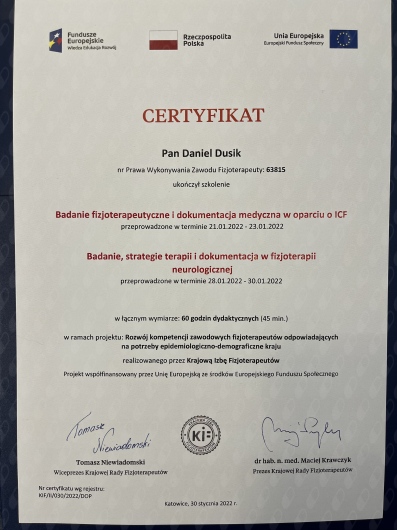 Fundusze
Europejskie
Wiedza Edukacja Rozwój
Rzeczpospolita
Polska
Unia Europejska
Europejski Fundusz Społeczny
CERTYFIKAT
Pan Daniel Dusik
nr Prawa Wykonywania Zawodu Fizjoterapeuty: 63815
ukończył szkolenie
Badanie fizjoterapeutyczne i dokumentacja medyczna w oparciu o ICF
przeprowadzone w terminie 21.01.2022 - 23.01.2022
Badanie, strategie terapii i dokumentacja w fizjoterapii
neurologicznej
przeprowadzone w terminie 28.01.2022 - 30.01.2022
w łącznym wymiarze: 60 godzin dydaktycznych (45 min.)
w ramach projektu: Rozwój kompetencji zawodowych fizjoterapeutów odpowiadających
na potrzeby epidemiologiczno-demograficzne kraju
realizowanego przez Krajową Izbę Fizjoterapeutów
Projekt współfinansowany przez Unię Europejską ze środków Europejskiego Funduszu Społecznego
Tomasz
Niewiadomski
KIF
Tomasz Niewiadomski
Wiceprezes Krajowej Rady Fizjoterapeutów
dr hab. n. med. Maciej Krawczyk
Prezes Krajowej Rady Fizjoterapeutów
Nr certyfikatu wg rejestru:
KIF/II/030/2022/DOP
Katowice, 30 stycznia 2022 r.